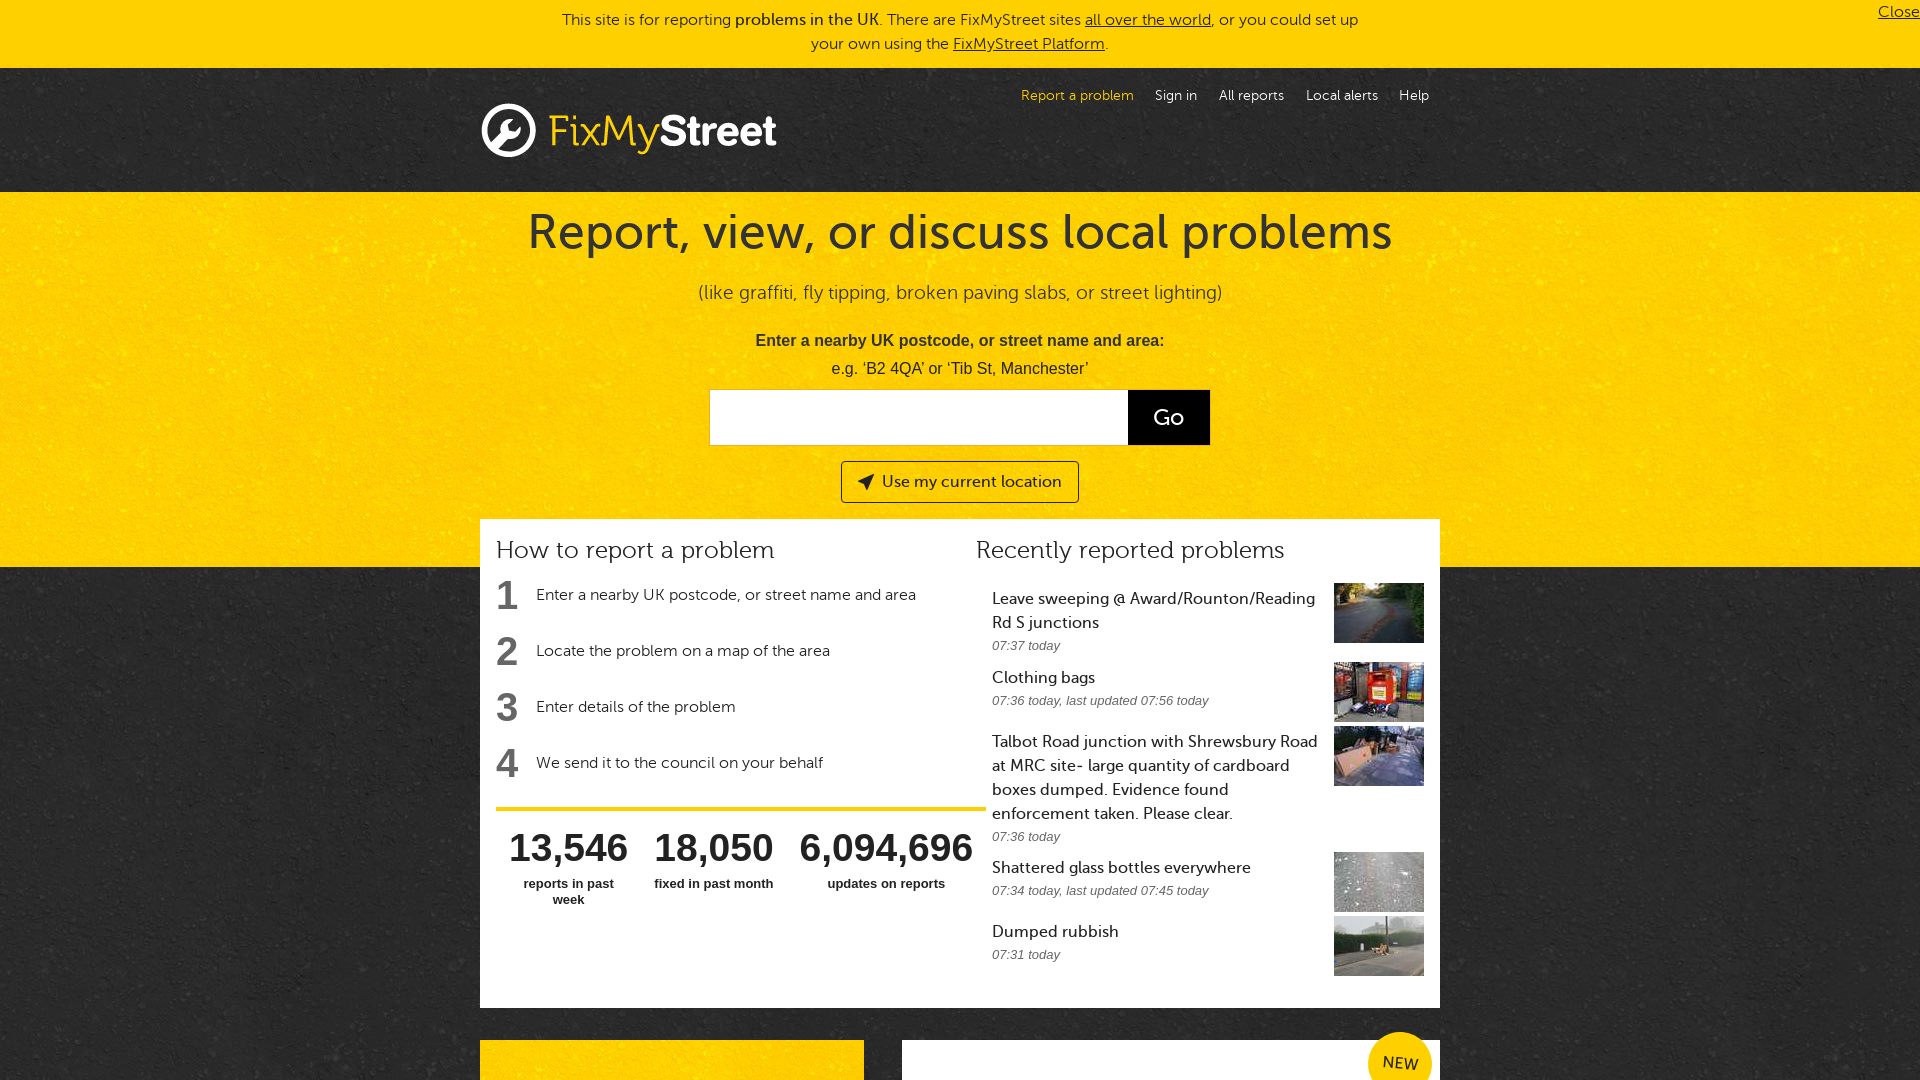 This site is for reporting problems in the UK. There are FixMyStreet sites all over the world, or you could set up
your own using the FixMyStreet Platform.
Close
Report a problem
Sign in
All reports
Local alerts
Help
FixMyStreet
Report, view, or discuss local problems
(like graffiti, fly tipping, broken paving slabs, or street lighting)
Enter a nearby UK postcode, or street name and area:
e.g. ‘B2 4QA’ or ‘Tib St, Manchester’
Go
Use my current location
How to report a problem
1 Enter a nearby UK postcode, or street name and area
2 Locate the problem on a map of the area
3 Enter details of the problem
4 We send it to the council on your behalf
13,546
reports in past
week
18,050
fixed in past month
6,094,696
updates on reports
Recently reported problems
Leave sweeping @ Award/Rounton/Reading
Rd S junctions
07:37 today
Clothing bags
07:36 today, last updated 07:56 today
Talbot Road junction with Shrewsbury Road
at MRC site- large quantity of cardboard
boxes dumped. Evidence found
enforcement taken. Please clear.
07:36 today
Shattered glass bottles everywhere
07:34 today, last updated 07:45 today
Dumped rubbish
07:31 today
NEW